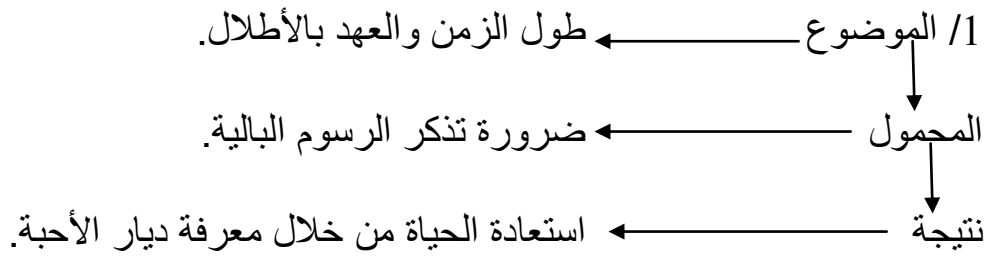 1/ الموضوع طول الزمن والعهد بالأطلال.
المحمول ضرورة تذكر الرسوم البالية.
نتيجة استعادة الحياة من خلال معرفة ديار الأحبة.